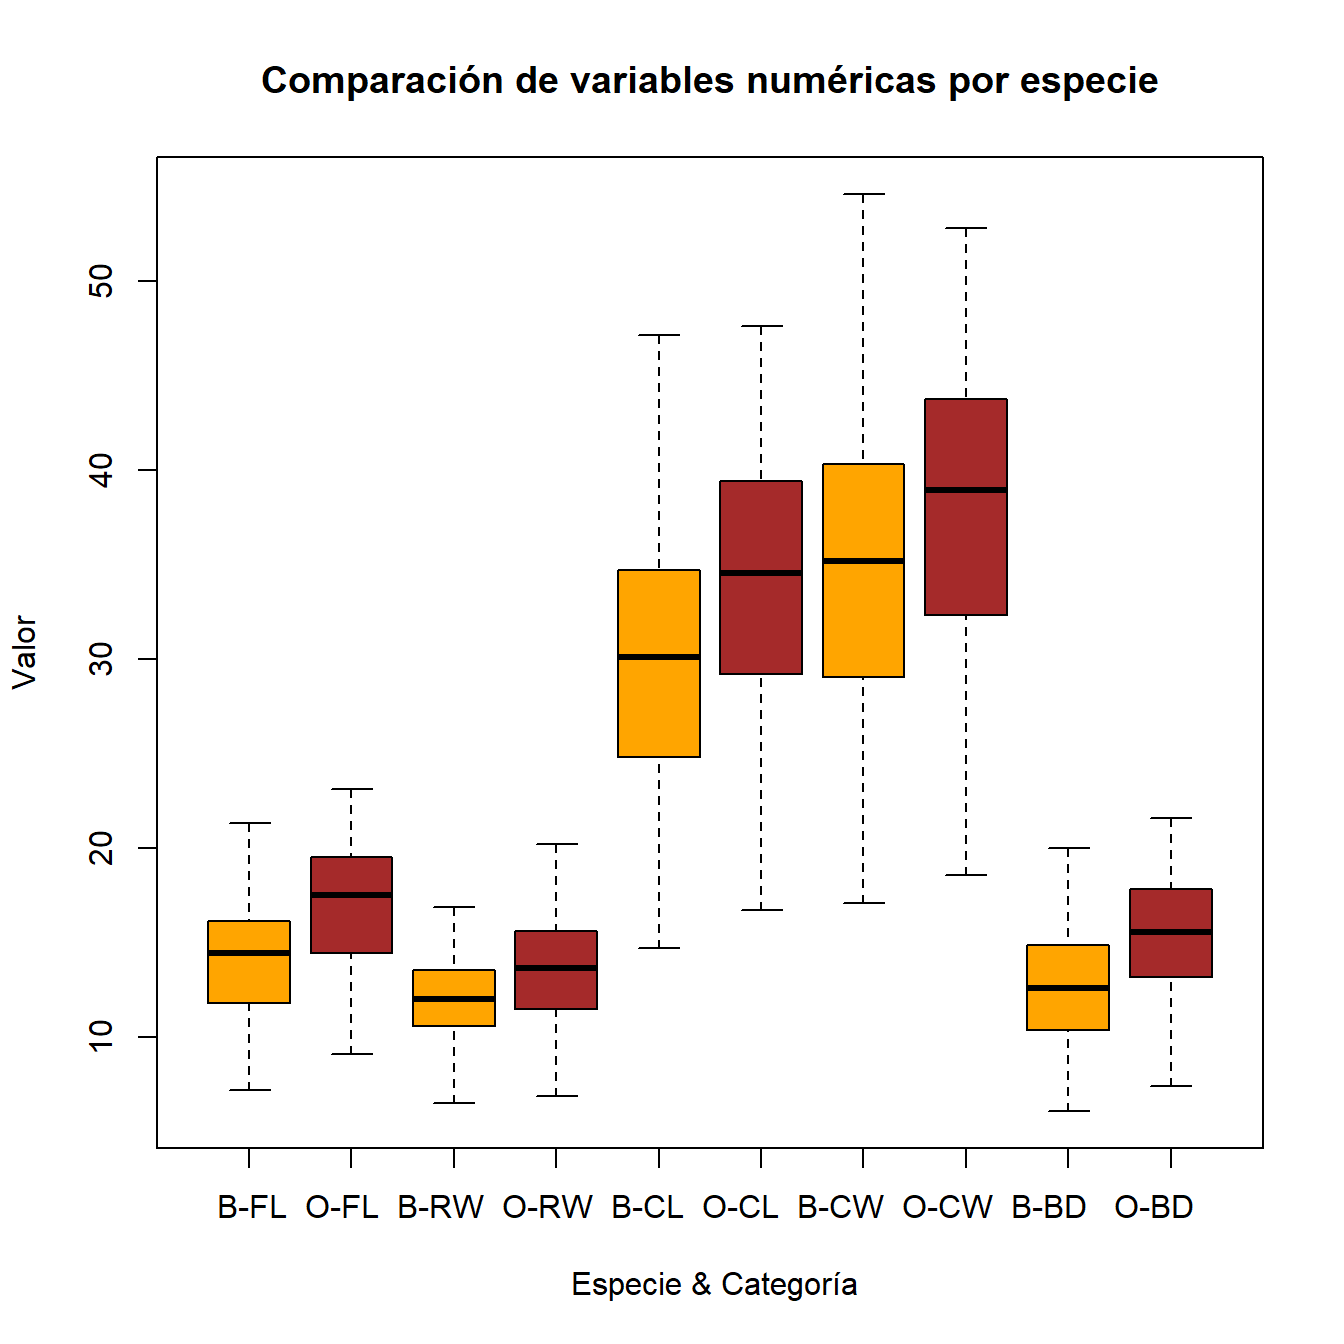 Comparación de variables numéricas por especie
Valor
50
40
30
20
10
B-FL O-FL B-RW O-RW B-CL O-CL B-CW O-CW B-BD O-BD
Especie & Categoría